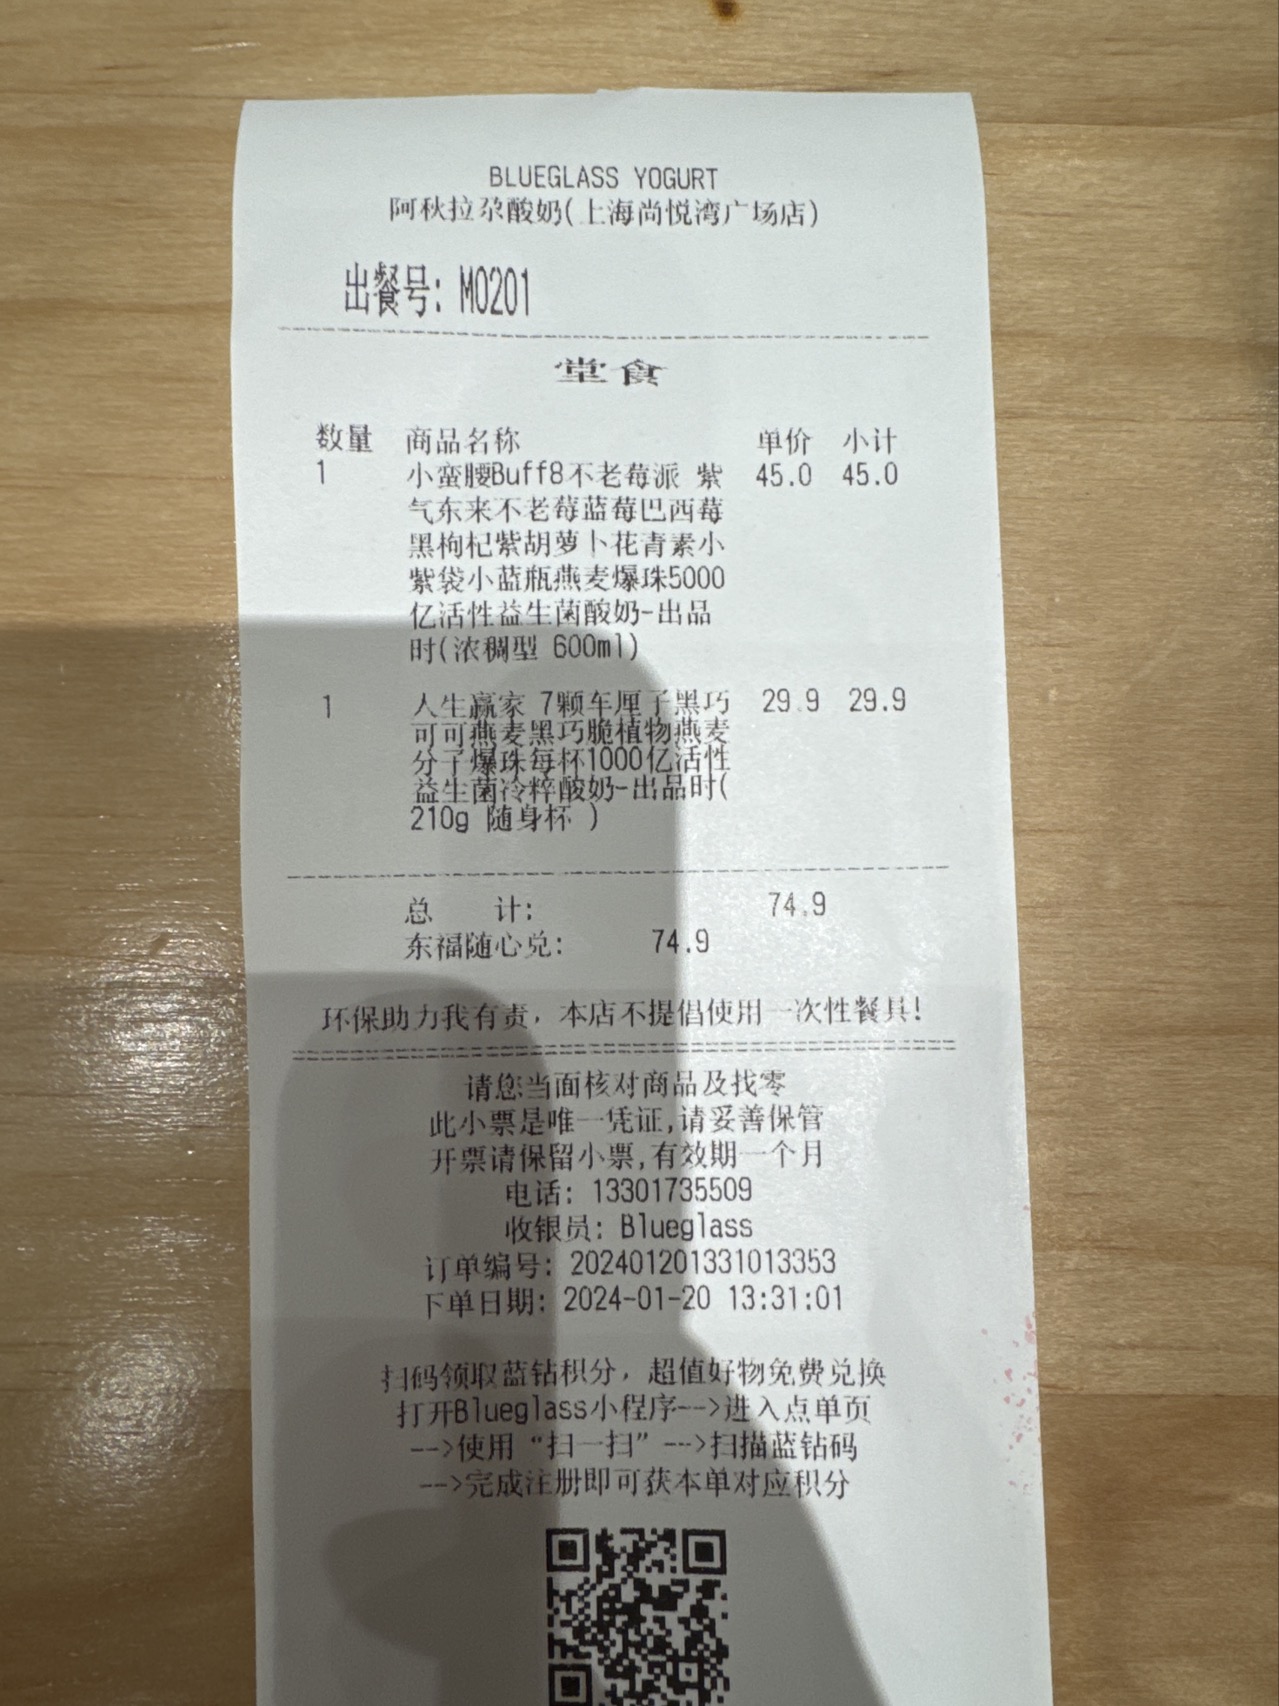 BLUEGLASS YOGURT
阿秋拉尕酸奶(上海尚悦湾广场店)
出餐号: M0201
堂食
数量 商品名称 单价 小计
1 小蛮腰Buff8不老莓派 紫 45.0 45.0
气东来不老莓蓝莓巴西莓
黑枸杞紫胡萝卜花青素小
紫袋小蓝瓶燕麦爆珠5000
亿活性益生菌酸奶-出品
时(浓稠型 600ml)
1 人生赢家 7颗车厘子黑巧 29.9 29.9
可可燕麦黑巧脆植物燕麦
分子爆珠每杯1000亿活性
益生菌冷粹酸奶-出品时(
210g 随身杯 )
总 计: 74.9
东福随心兑: 74.9
环保助力我有责，本店不提倡使用一次性餐具!
请您当面核对商品及找零
此小票是唯一凭证,请妥善保管
开票请保留小票,有效期一个月
电话: 13301735509
收银员: Blueglass
订单编号: 202401201331013353
下单日期: 2024-01-20 13:31:01
扫码领取蓝钻积分，超值好物免费兑换
打开Blueglass小程序-->进入点单页
-->使用“扫一扫”-->扫描蓝钻码
-->完成注册即可获本单对应积分